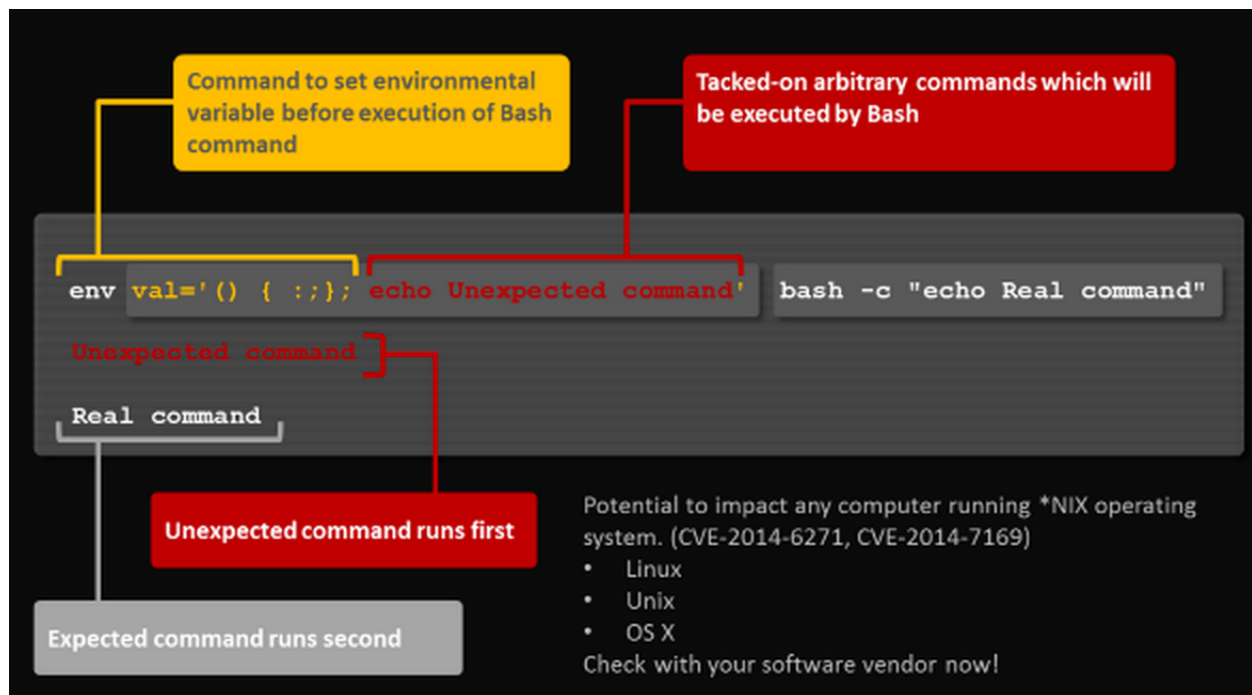 Command to set environmental
variable before execution of Bash
command
Tacked-on arbitrary commands which will
be executed by Bash
env val='() { :;}; echo Unexpected command' bash -c "echo Real command"
Unexpected command
Real command
Unexpected command runs first
Expected command runs second
Potential to impact any computer running *NIX operating
system. (CVE-2014-6271, CVE-2014-7169)
• Linux
• Unix
• OS X
Check with your software vendor now!